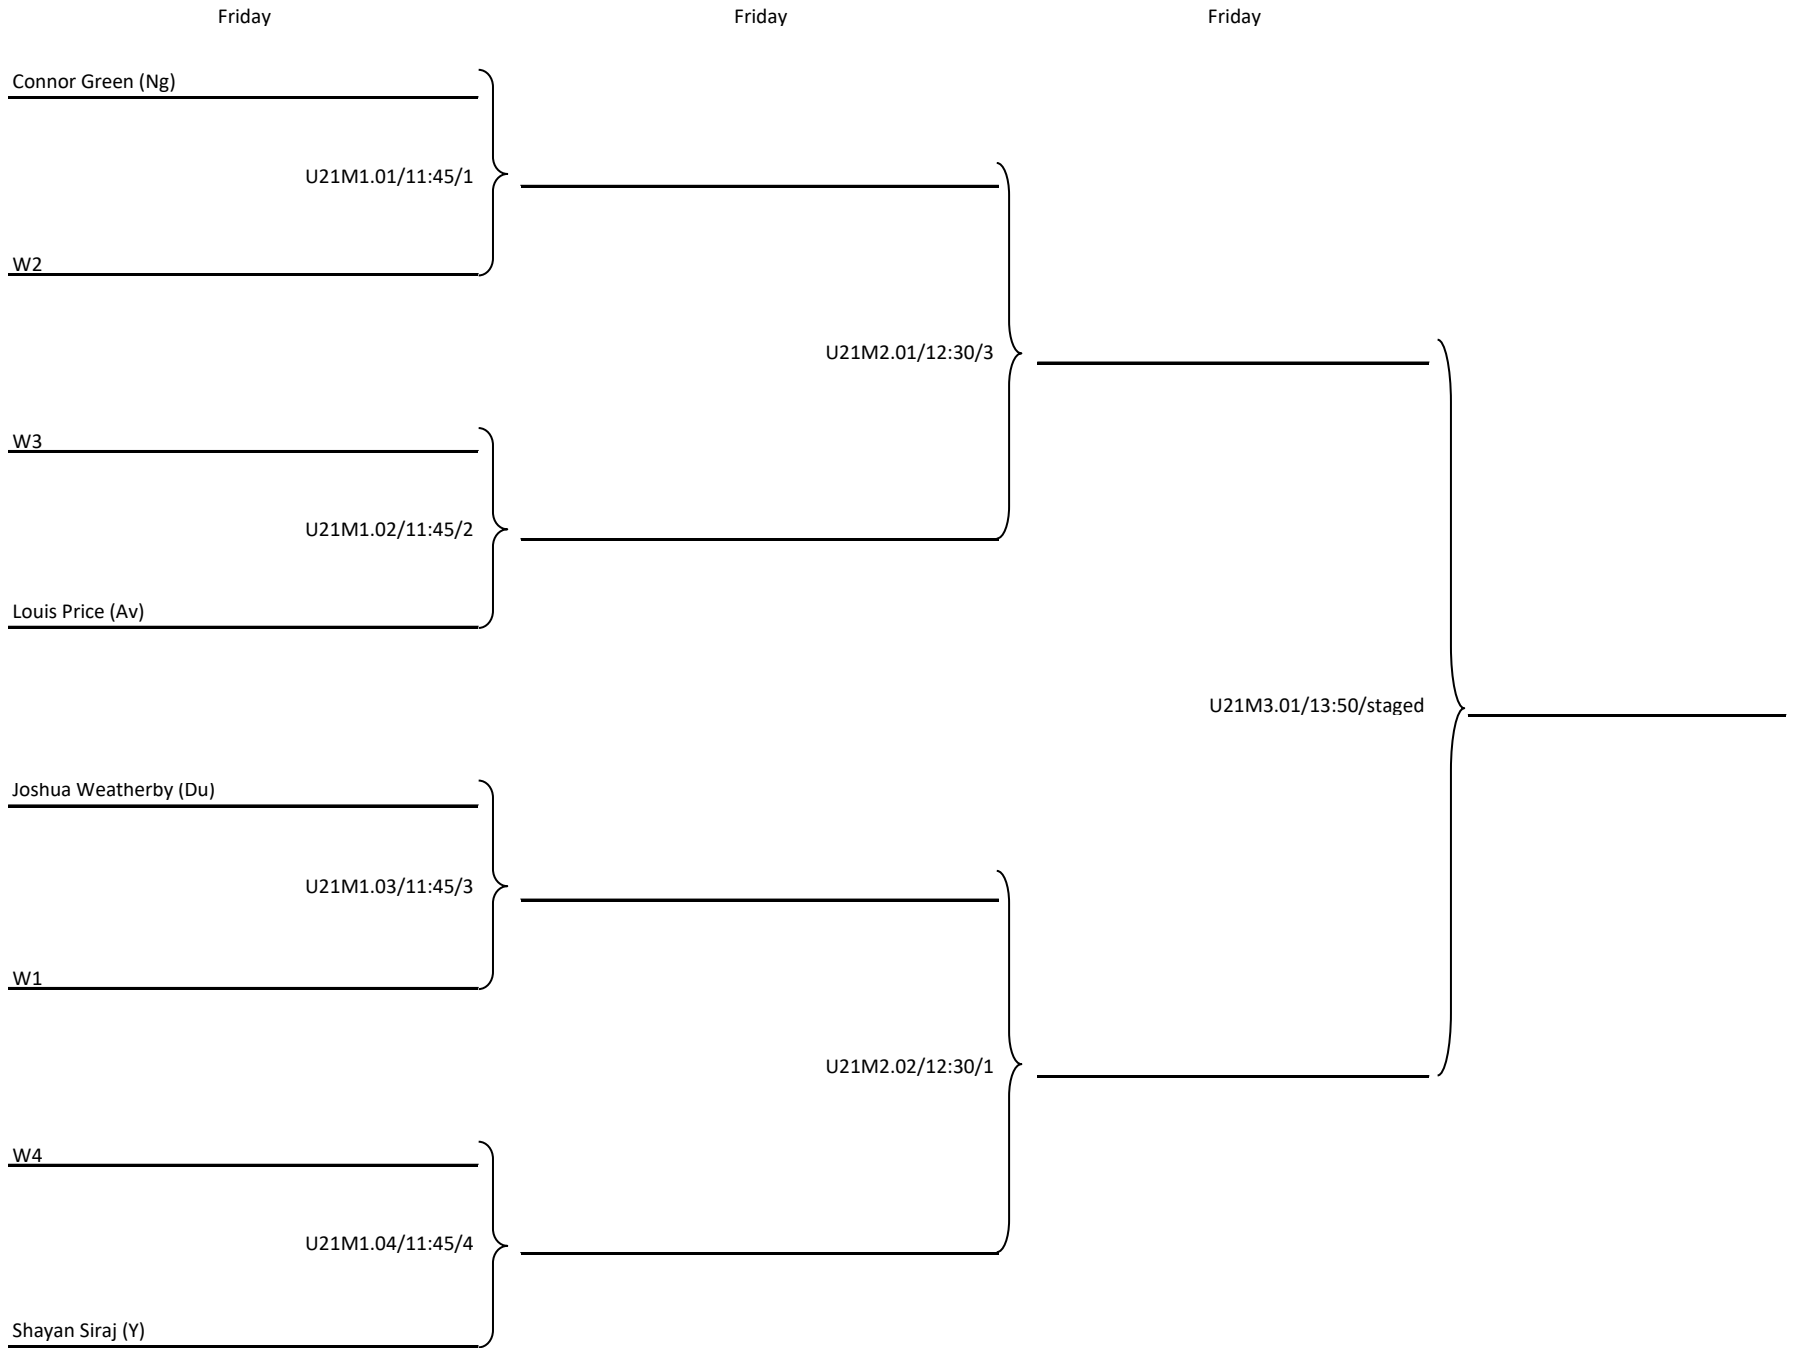 Friday
Friday
Friday
Connor Green (Ng)
U21M1.01/11:45/1
W2
U21M2.01/12:30/3
W3
U21M1.02/11:45/2
Louis Price (Av)
U21M3.01/13:50/staged
Joshua Weatherby (Du)
U21M1.03/11:45/3
W1
U21M2.02/12:30/1
W4
U21M1.04/11:45/4
Shayan Siraj (Y)